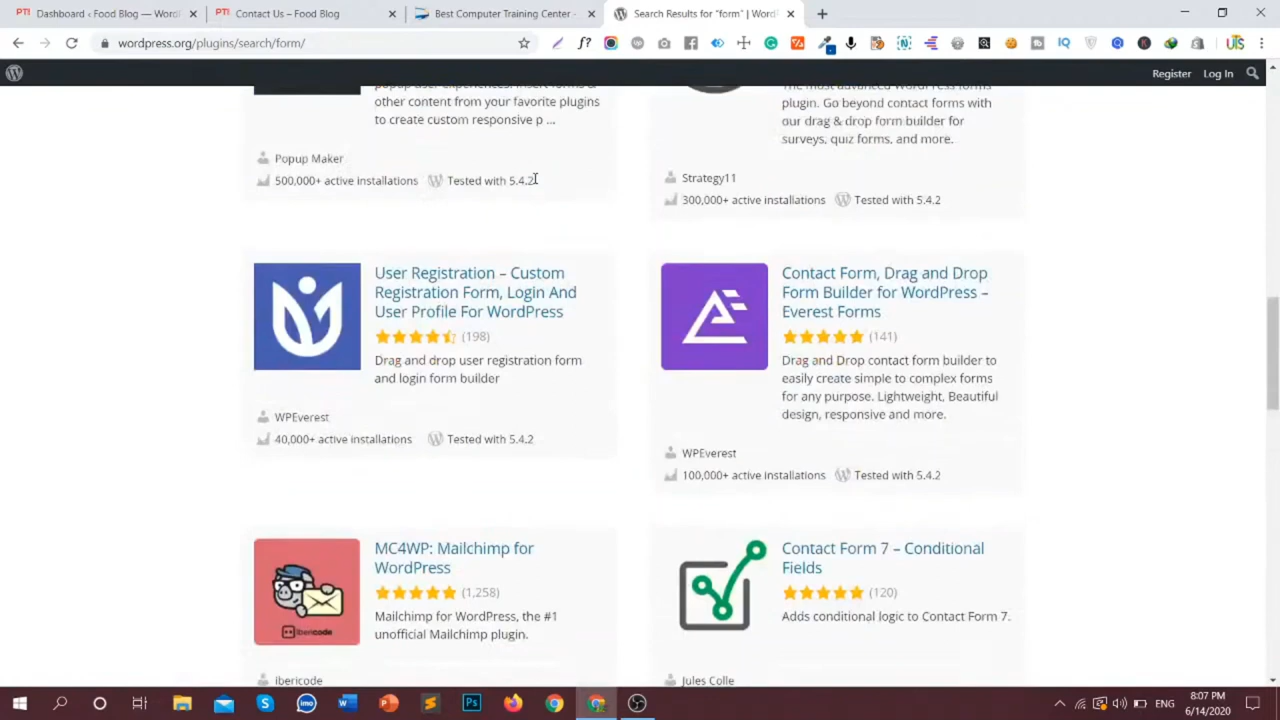 Dashboard ‹ Food Blog — WordP
Contact Us – Food Blog
Best Computer Training Center -
Search Results for "form" | Word
wordpress.org/plugins/search/form/
Register
Log In
other content from your favorite plugins
to create custom responsive p ...
Popup Maker
500,000+ active installations
Tested with 5.4.2
The most advanced WordPress forms
plugin. Go beyond contact forms with
our drag & drop form builder for
surveys, quiz forms, and more.
Strategy11
300,000+ active installations
Tested with 5.4.2
User Registration – Custom
Registration Form, Login And
User Profile For WordPress
(198)
Drag and drop user registration form
and login form builder
WPEverest
40,000+ active installations
Tested with 5.4.2
Contact Form, Drag and Drop
Form Builder for WordPress –
Everest Forms
(141)
Drag and Drop contact form builder to
easily create simple to complex forms
for any purpose. Lightweight, Beautiful
design, responsive and more.
WPEverest
100,000+ active installations
Tested with 5.4.2
MC4WP: Mailchimp for
WordPress
(1,258)
Mailchimp for WordPress, the #1
unofficial Mailchimp plugin.
ibericode
ibericode
Contact Form 7 – Conditional
Fields
(120)
Adds conditional logic to Contact Form 7.
Jules Colle
ENG
8:07 PM
6/14/2020